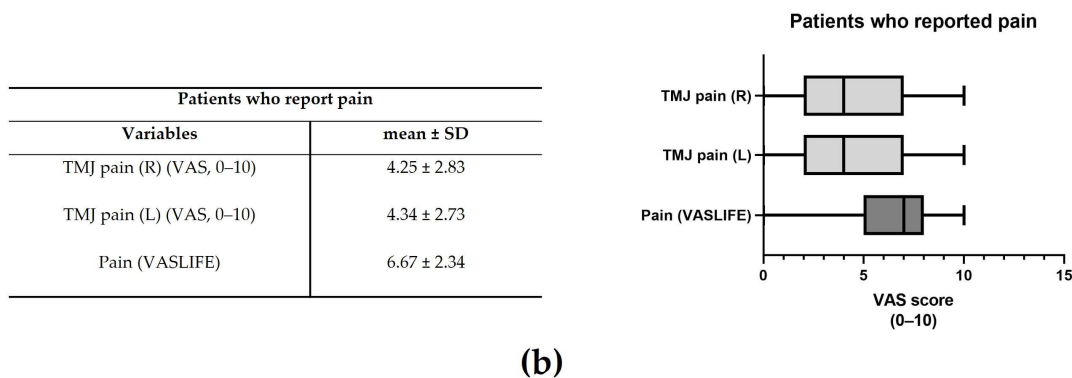 Patients who report pain
Variables mean ± SD
TMJ pain (R) (VAS, 0–10) 4.25 ± 2.83
TMJ pain (L) (VAS, 0–10) 4.34 ± 2.73
Pain (VASLIFE) 6.67 ± 2.34
Patients who reported pain
TMJ pain (R)
TMJ pain (L)
Pain (VASLIFE)
0 5 10 15
VAS score
(0–10)
(b)